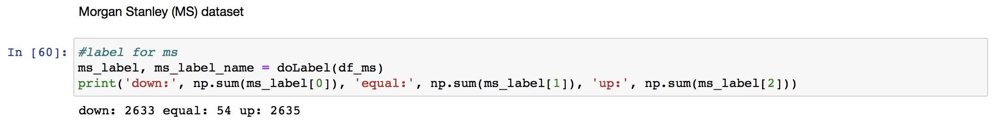 Morgan Stanley (MS) dataset
In [60]: #label for ms
ms_label, ms_label_name = doLabel(df_ms)
print('down:', np.sum(ms_label[0]), 'equal:', np.sum(ms_label[1]), 'up:', np.sum(ms_label[2]))
down: 2633 equal: 54 up: 2635